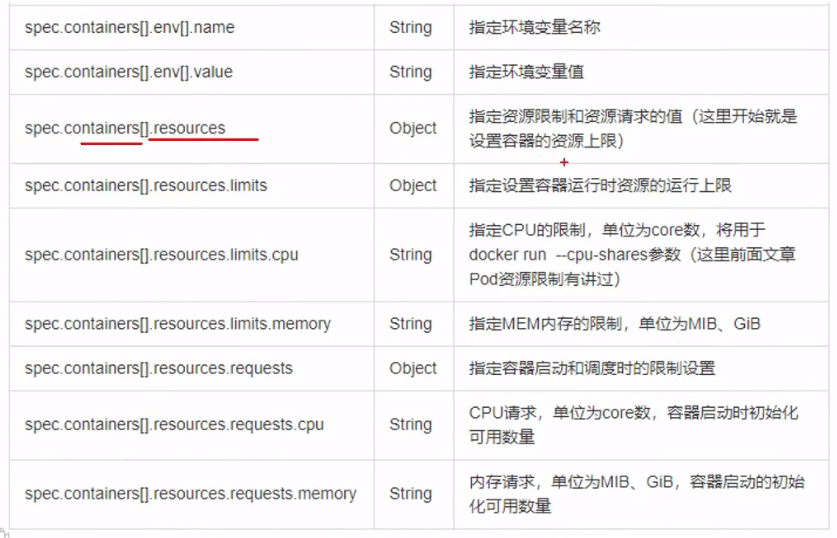 spec.containers[].env[].name String 指定环境变量名称
spec.containers[].env[].value String 指定环境变量值
spec.containers[].resources Object 指定资源限制和资源请求的值（这里开始就是
设置容器的资源上限）
spec.containers[].resources.limits Object 指定设置容器运行时资源的运行上限
spec.containers[].resources.limits.cpu String 指定CPU的限制，单位为core数，将用于
docker run --cpu-shares参数（这里前面文章
Pod资源限制有讲过）
spec.containers[].resources.limits.memory String 指定MEM内存的限制，单位为MIB、GiB
spec.containers[].resources.requests Object 指定容器启动和调度时的限制设置
spec.containers[].resources.requests.cpu String CPU请求，单位为core数，容器启动时初始化
可用数量
spec.containers[].resources.requests.memory String 内存请求，单位为MIB、GiB，容器启动的初始
化可用数量